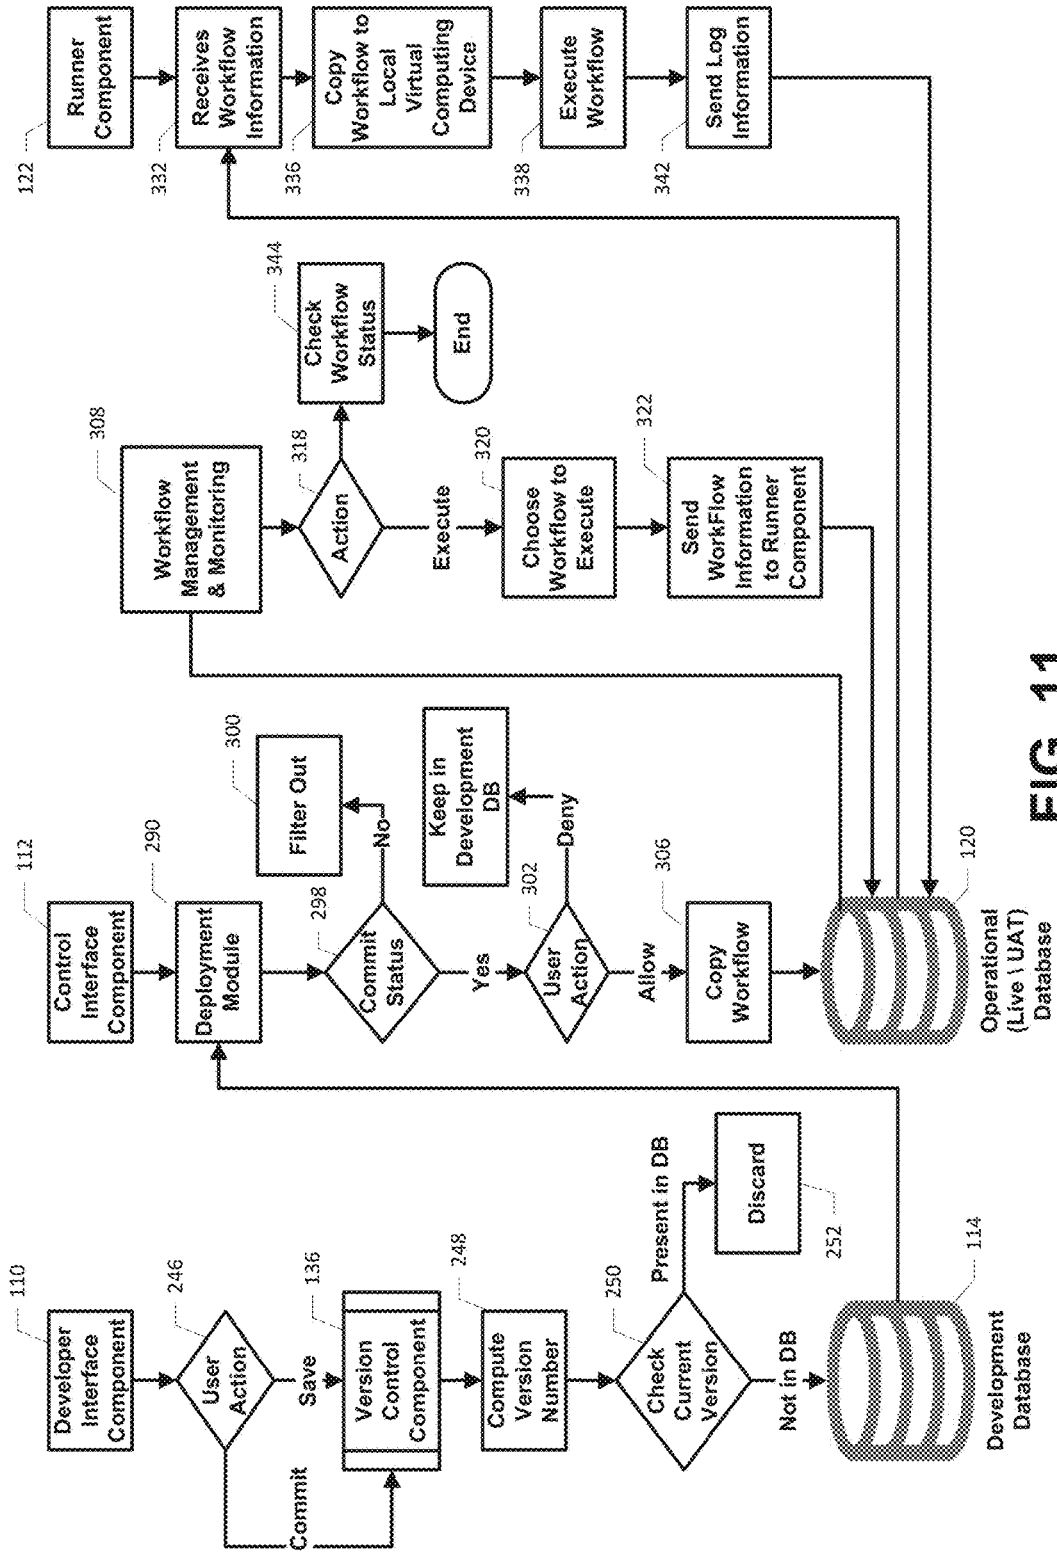 110
Developer
Interface
Component
246
User
Action
Commit
Save
136
Version
Control
Component
248
Compute
Version
Number
250
Check
Current
Version
Present in DB
Discard
252
Not in DB
114
Development
Database
112
Control
Interface
Component
290
Deployment
Module
298
Commit
Status
No
300
Filter Out
Yes
302
User
Action
Deny
Keep in
Development
DB
Allow
306
Copy
Workflow
120
Operational
(Live \ UAT)
Database
308
Workflow
Management
& Monitoring
318
Action
344
Check
Workflow
Status
End
Execute
320
Choose
Workflow to
Execute
322
Send
WorkFlow
Information
to Runner
Component
122
Runner
Component
332
Receives
Workflow
Information
336
Copy
Workflow to
Local
Virtual
Computing
Device
338
Execute
Workflow
342
Send Log
Information
FIG. 11